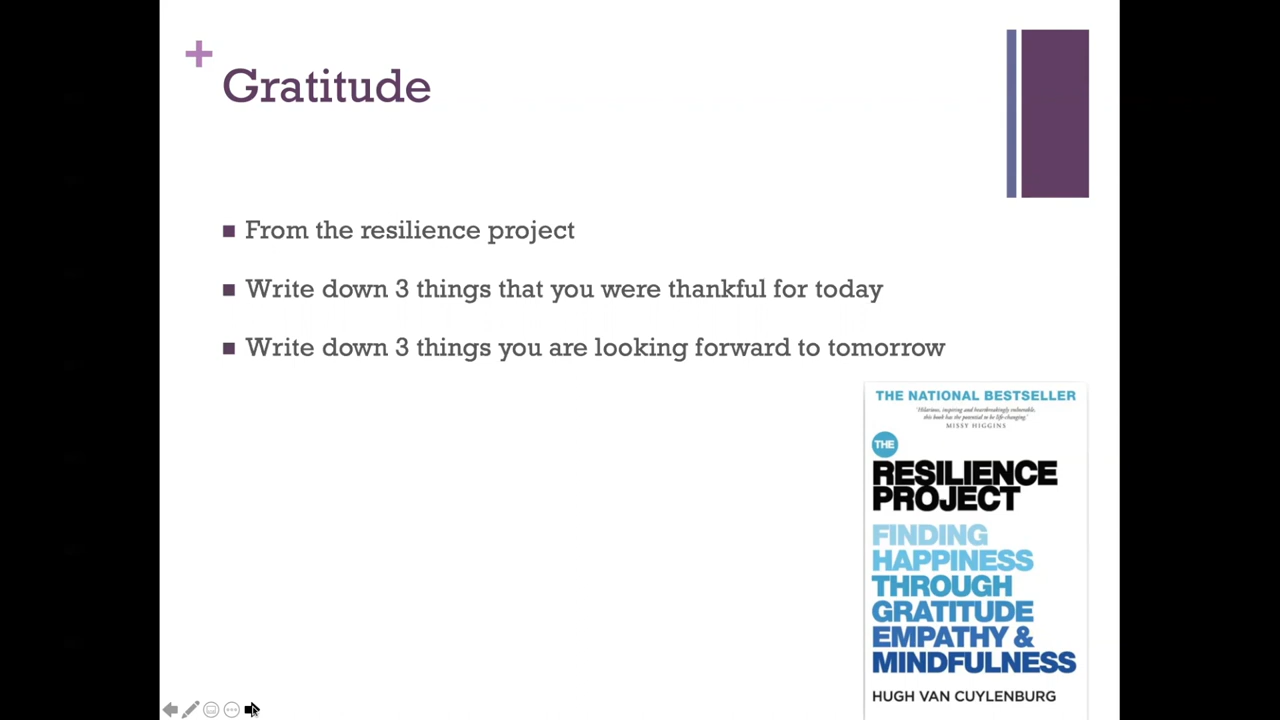 Gratitude
From the resilience project
Write down 3 things that you were thankful for today
Write down 3 things you are looking forward to tomorrow
THE NATIONAL BESTSELLER
'Hilarious, inspiring and heartbreakingly vulnerable,
this book has the potential to be life-changing.'
MISSY HIGGINS
THE
RESILIENCE
PROJECT
FINDING
HAPPINESS
THROUGH
GRATITUDE
EMPATHY &
MINDFULNESS
HUGH VAN CUYLENBURG